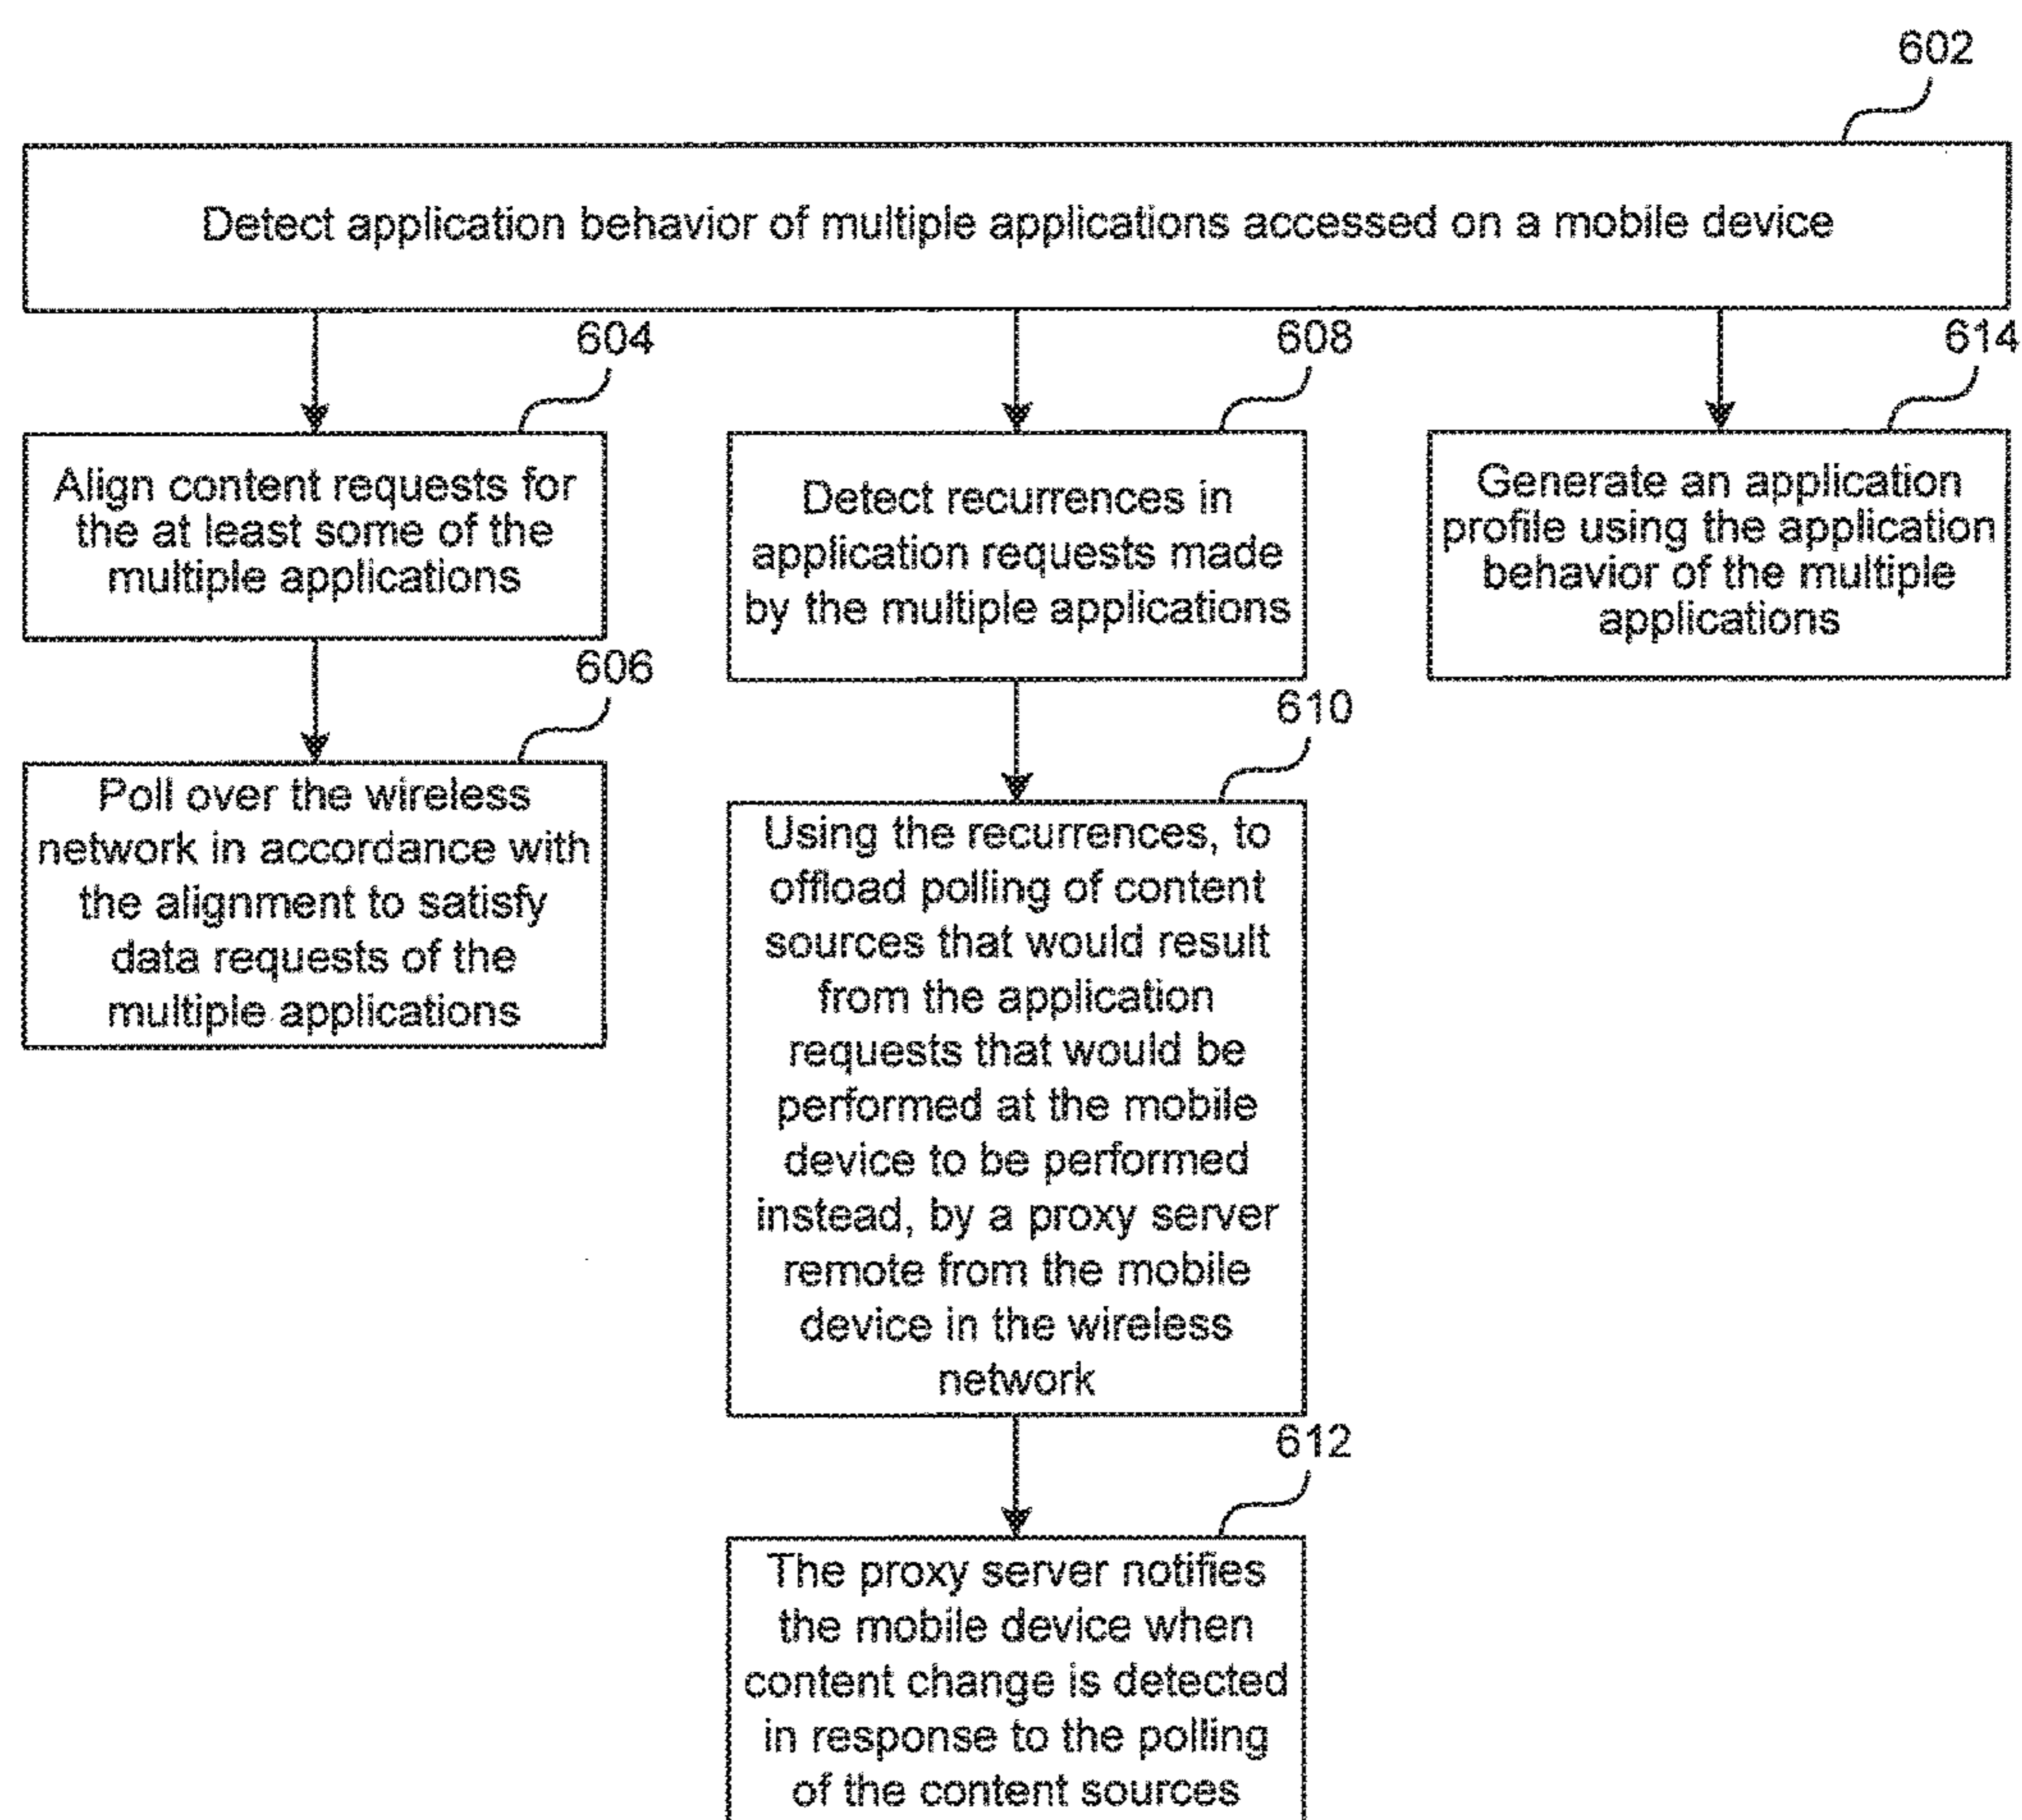 602
Detect application behavior of multiple applications accessed on a mobile device
604
Align content requests for
the at least some of the
multiple applications
606
Poll over the wireless
network in accordance with
the alignment to satisfy
data requests of the
multiple applications
608
Detect recurrences in
application requests made
by the multiple applications
610
Using the recurrences, to
offload polling of content
sources that would result
from the application
requests that would be
performed at the mobile
device to be performed
instead, by a proxy server
remote from the mobile
device in the wireless
network
612
The proxy server notifies
the mobile device when
content change is detected
in response to the polling
of the content sources
614
Generate an application
profile using the application
behavior of the multiple
applications